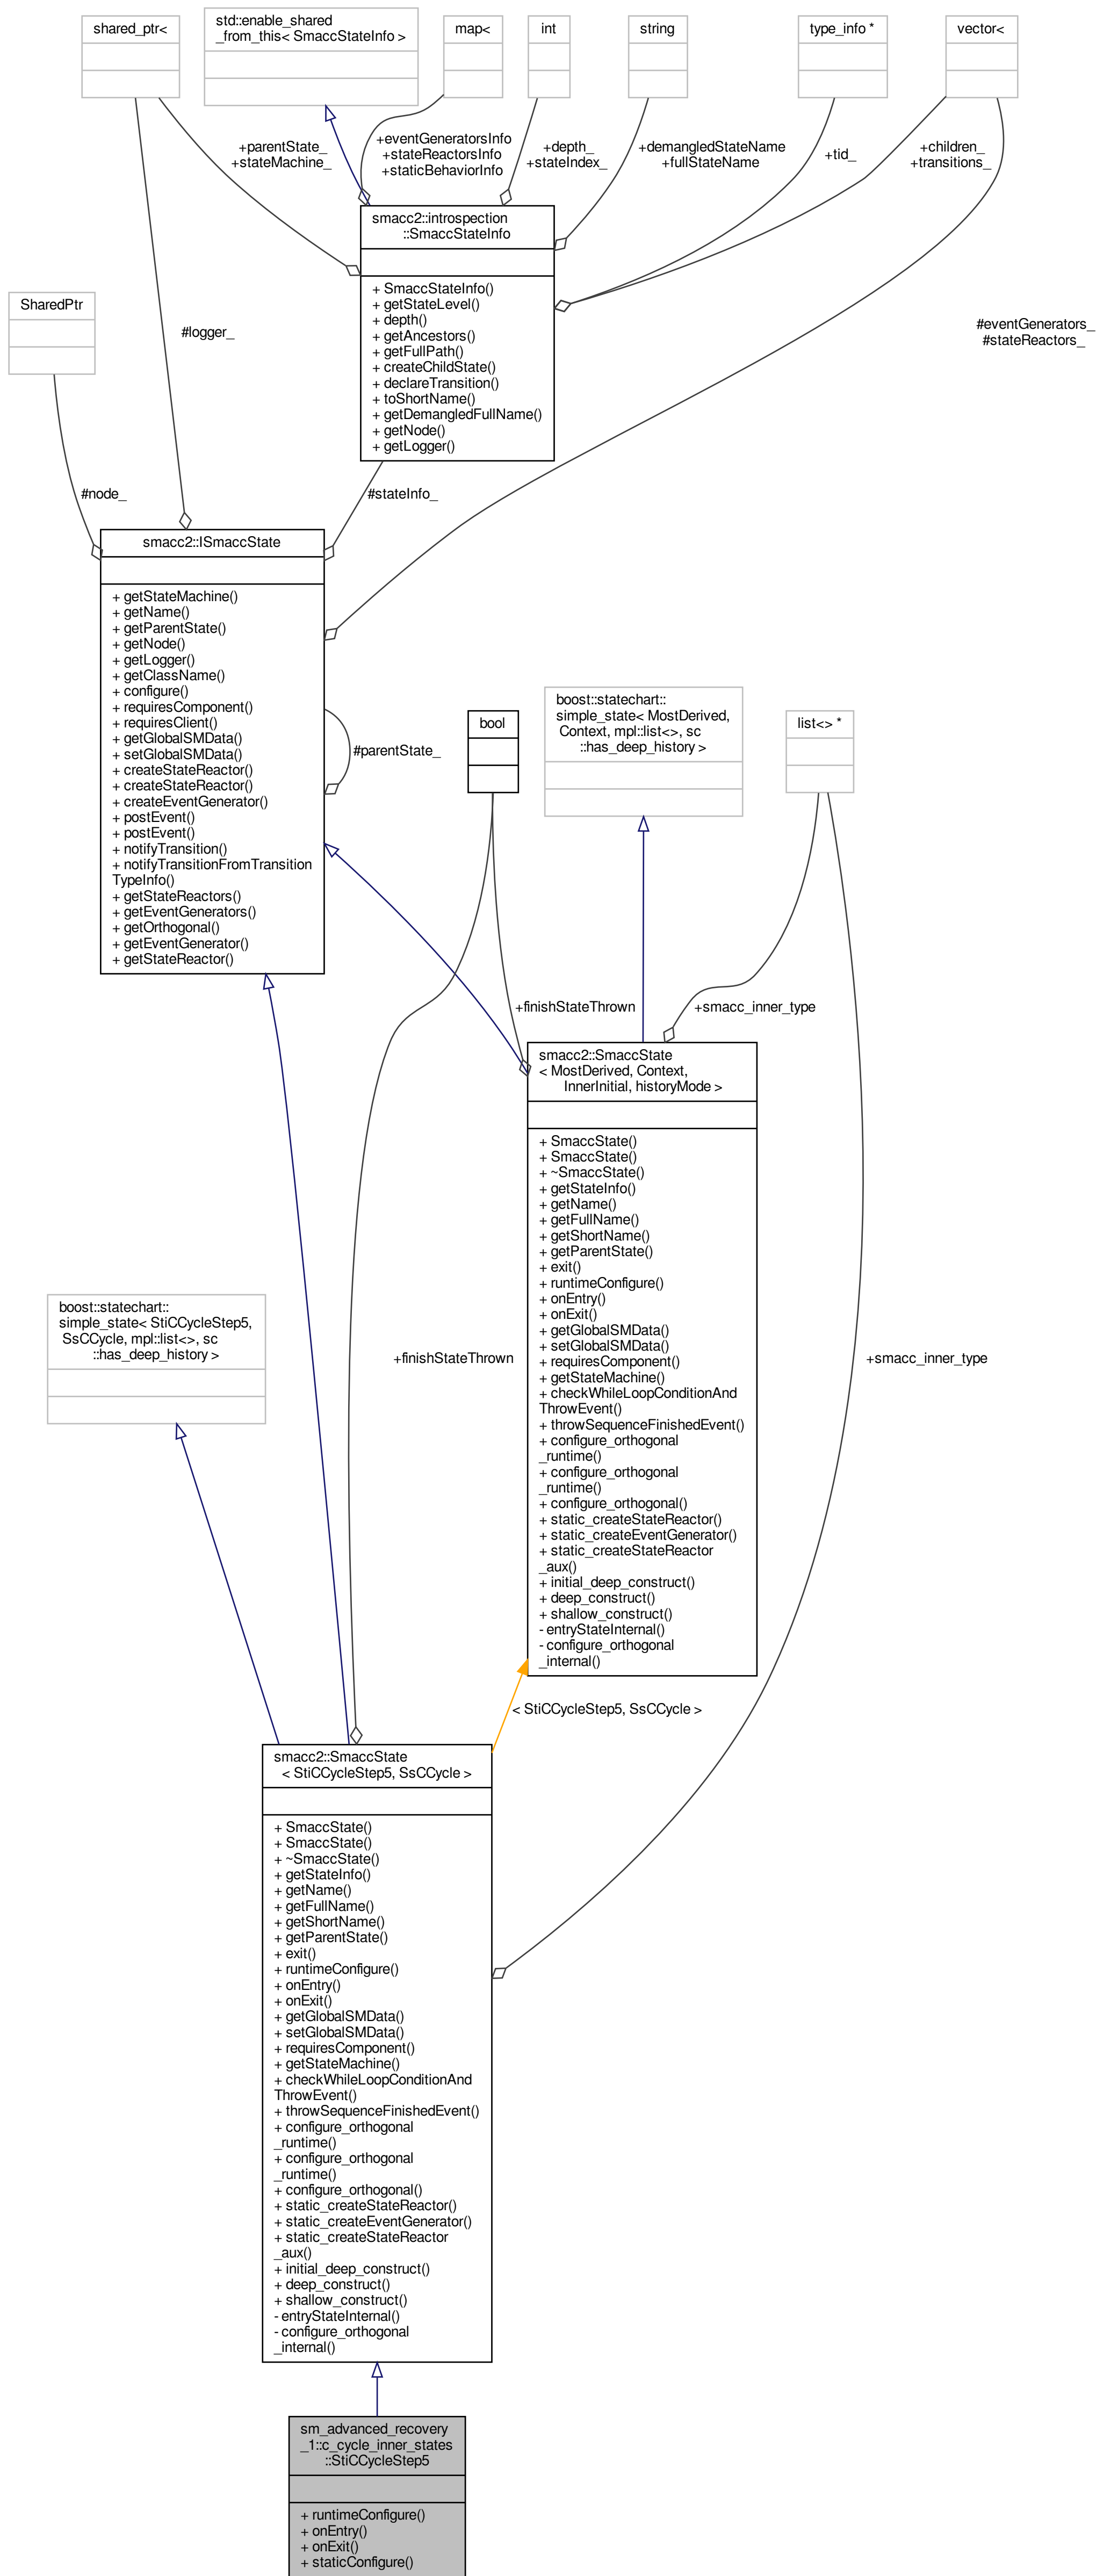 shared_ptr<
std::enable_shared
_from_this< SmaccStateInfo >
map<
int
string
type_info *
vector<
+parentState_
+stateMachine_
+eventGeneratorsInfo
+stateReactorsInfo
+staticBehaviorInfo
+depth_
+stateIndex_
+demangledStateName
+fullStateName
+tid_
+children_
+transitions_
smacc2::introspection
::SmaccStateInfo
+ SmaccStateInfo()
+ getStateLevel()
+ depth()
+ getAncestors()
+ getFullPath()
+ createChildState()
+ declareTransition()
+ toShortName()
+ getDemangledFullName()
+ getNode()
+ getLogger()
SharedPtr
#logger_
#eventGenerators_
#stateReactors_
#node_
#stateInfo_
smacc2::ISmaccState
+ getStateMachine()
+ getName()
+ getParentState()
+ getNode()
+ getLogger()
+ getClassName()
+ configure()
+ requiresComponent()
+ requiresClient()
+ getGlobalSMData()
+ setGlobalSMData()
+ createStateReactor()
+ createStateReactor()
+ createEventGenerator()
+ postEvent()
+ postEvent()
+ notifyTransition()
+ notifyTransitionFromTransition
TypeInfo()
+ getStateReactors()
+ getEventGenerators()
+ getOrthogonal()
+ getEventGenerator()
+ getStateReactor()
#parentState_
bool
boost::statechart::
simple_state< MostDerived,
Context, mpl::list<>, sc
::has_deep_history >
list<> *
+finishStateThrown
+smacc_inner_type
smacc2::SmaccState
< MostDerived, Context,
InnerInitial, historyMode >
+ SmaccState()
+ SmaccState()
+ ~SmaccState()
+ getStateInfo()
+ getName()
+ getFullName()
+ getShortName()
+ getParentState()
+ exit()
+ runtimeConfigure()
+ onEntry()
+ onExit()
+ getGlobalSMData()
+ setGlobalSMData()
+ requiresComponent()
+ getStateMachine()
+ checkWhileLoopConditionAnd
ThrowEvent()
+ throwSequenceFinishedEvent()
+ configure_orthogonal
_runtime()
+ configure_orthogonal
_runtime()
+ configure_orthogonal()
+ static_createStateReactor()
+ static_createEventGenerator()
+ static_createStateReactor
_aux()
+ initial_deep_construct()
+ deep_construct()
+ shallow_construct()
- entryStateInternal()
- configure_orthogonal
_internal()
boost::statechart::
simple_state< StiCCycleStep5,
SsCCycle, mpl::list<>, sc
::has_deep_history >
+finishStateThrown
+smacc_inner_type
< StiCCycleStep5, SsCCycle >
smacc2::SmaccState
< StiCCycleStep5, SsCCycle >
+ SmaccState()
+ SmaccState()
+ ~SmaccState()
+ getStateInfo()
+ getName()
+ getFullName()
+ getShortName()
+ getParentState()
+ exit()
+ runtimeConfigure()
+ onEntry()
+ onExit()
+ getGlobalSMData()
+ setGlobalSMData()
+ requiresComponent()
+ getStateMachine()
+ checkWhileLoopConditionAnd
ThrowEvent()
+ throwSequenceFinishedEvent()
+ configure_orthogonal
_runtime()
+ configure_orthogonal
_runtime()
+ configure_orthogonal()
+ static_createStateReactor()
+ static_createEventGenerator()
+ static_createStateReactor
_aux()
+ initial_deep_construct()
+ deep_construct()
+ shallow_construct()
- entryStateInternal()
- configure_orthogonal
_internal()
sm_advanced_recovery
_1::c_cycle_inner_states
::StiCCycleStep5
+ runtimeConfigure()
+ onEntry()
+ onExit()
+ staticConfigure()